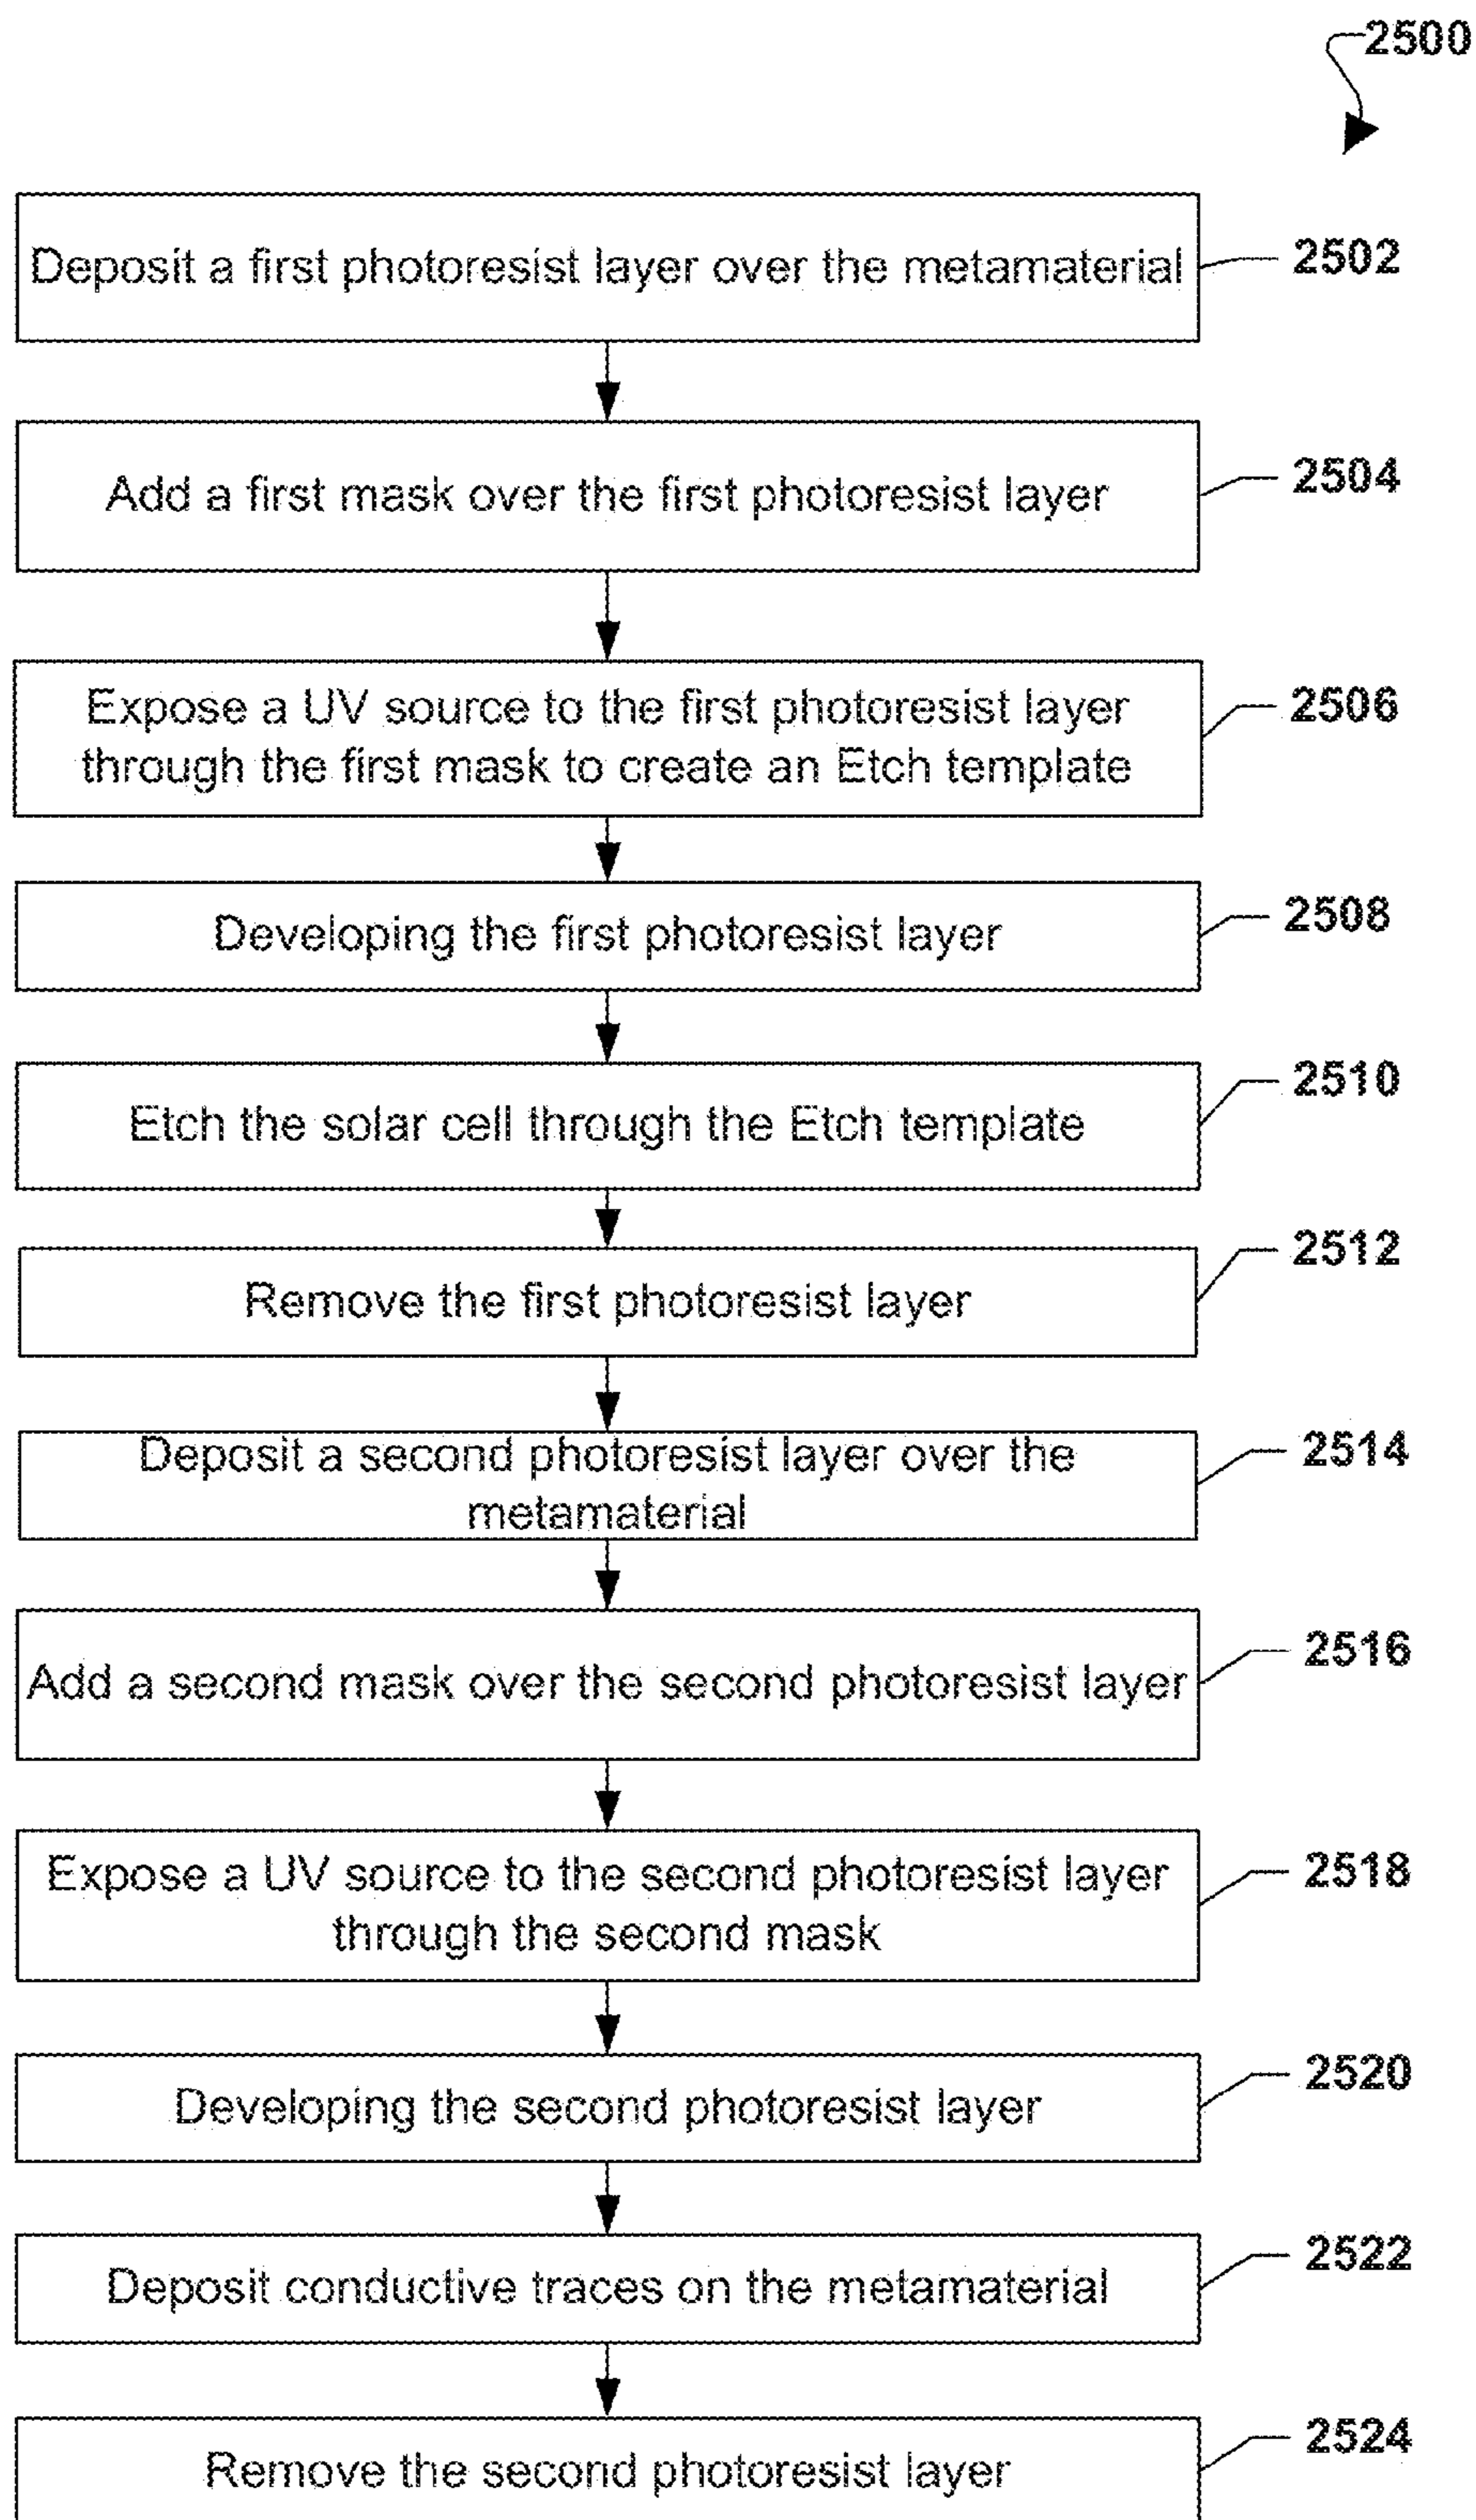 2500
Deposit a first photoresist layer over the metamaterial
2502
Add a first mask over the first photoresist layer
2504
Expose a UV source to the first photoresist layer
through the first mask to create an Etch template
2506
Developing the first photoresist layer
2508
Etch the solar cell through the Etch template
2510
Remove the first photoresist layer
2512
Deposit a second photoresist layer over the
metamaterial
2514
Add a second mask over the second photoresist layer
2516
Expose a UV source to the second photoresist layer
through the second mask
2518
Developing the second photoresist layer
2520
Deposit conductive traces on the metamaterial
2522
Remove the second photoresist layer
2524